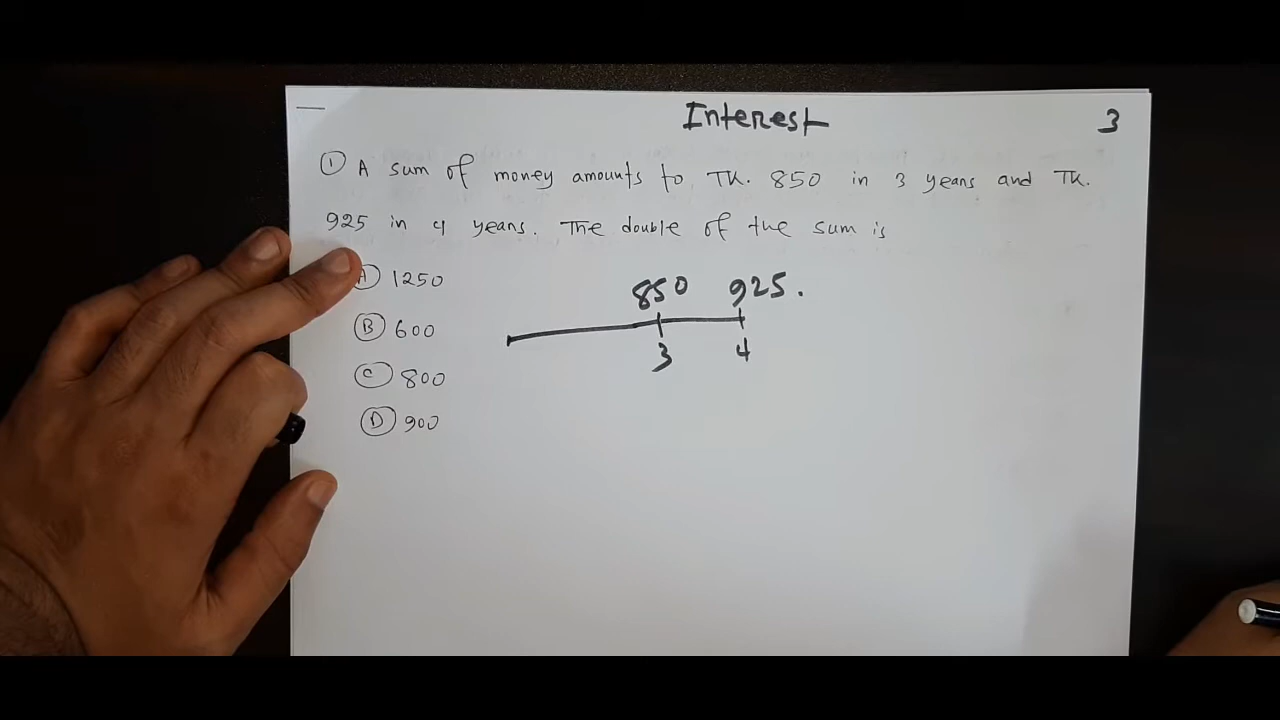 Interest 3
① A sum of money amounts to TK. 850 in 3 years and TK.
925 in 4 years. The double of the sum is
Ⓐ 1250
Ⓑ 600
Ⓒ 800
Ⓓ 900
850 925.
3 4